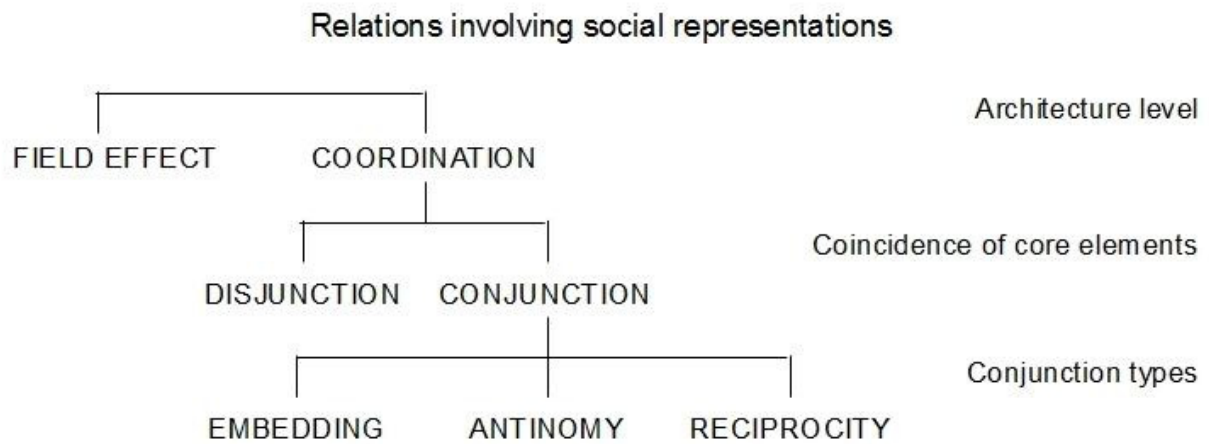 Relations involving social representations
Architecture level
FIELD EFFECT COORDINATION
Coincidence of core elements
DISJUNCTION CONJUNCTION
Conjunction types
EMBEDDING ANTINOMY RECIPROCITY